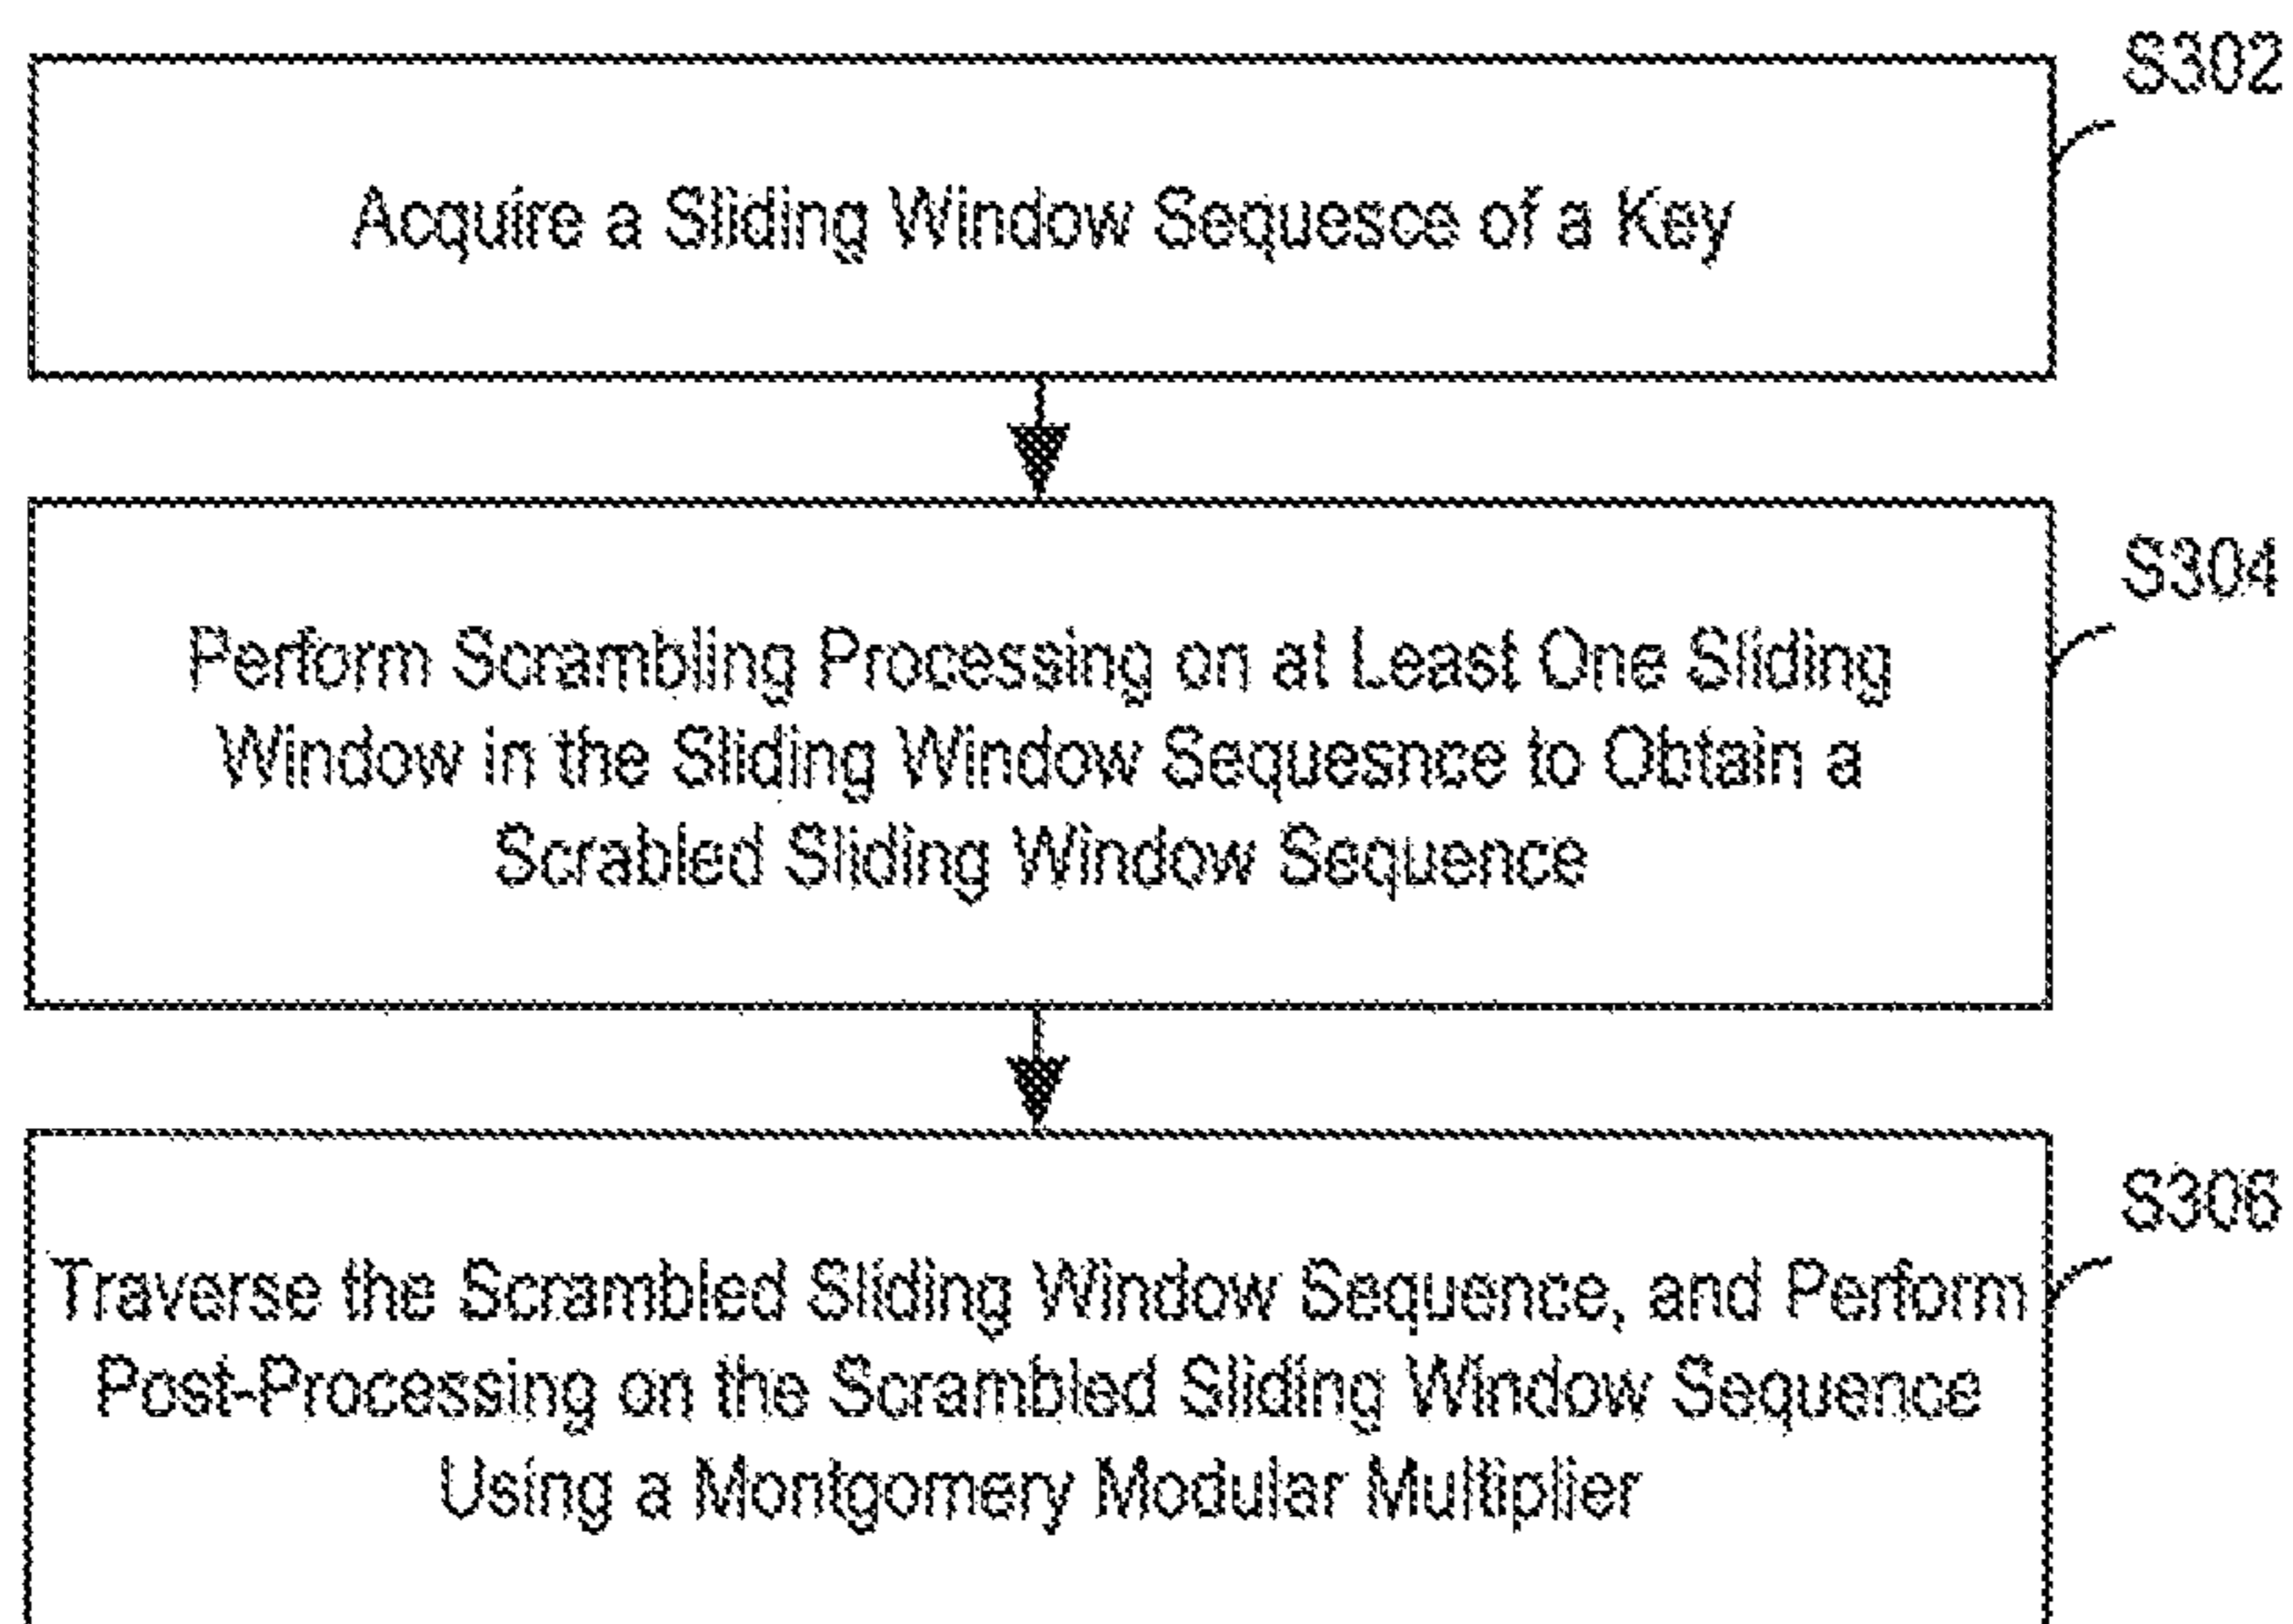 S302
Acquire a Sliding Window Sequesce of a Key
S304
Perform Scrambling Processing on at Least One Sliding
Window in the Sliding Window Sequesnce to Obtain a
Scrabled Sliding Window Sequence
S306
Traverse the Scrambled Sliding Window Sequence, and Perform
Post-Processing on the Scrambled Sliding Window Sequence
Using a Montgomery Modular Multiplier